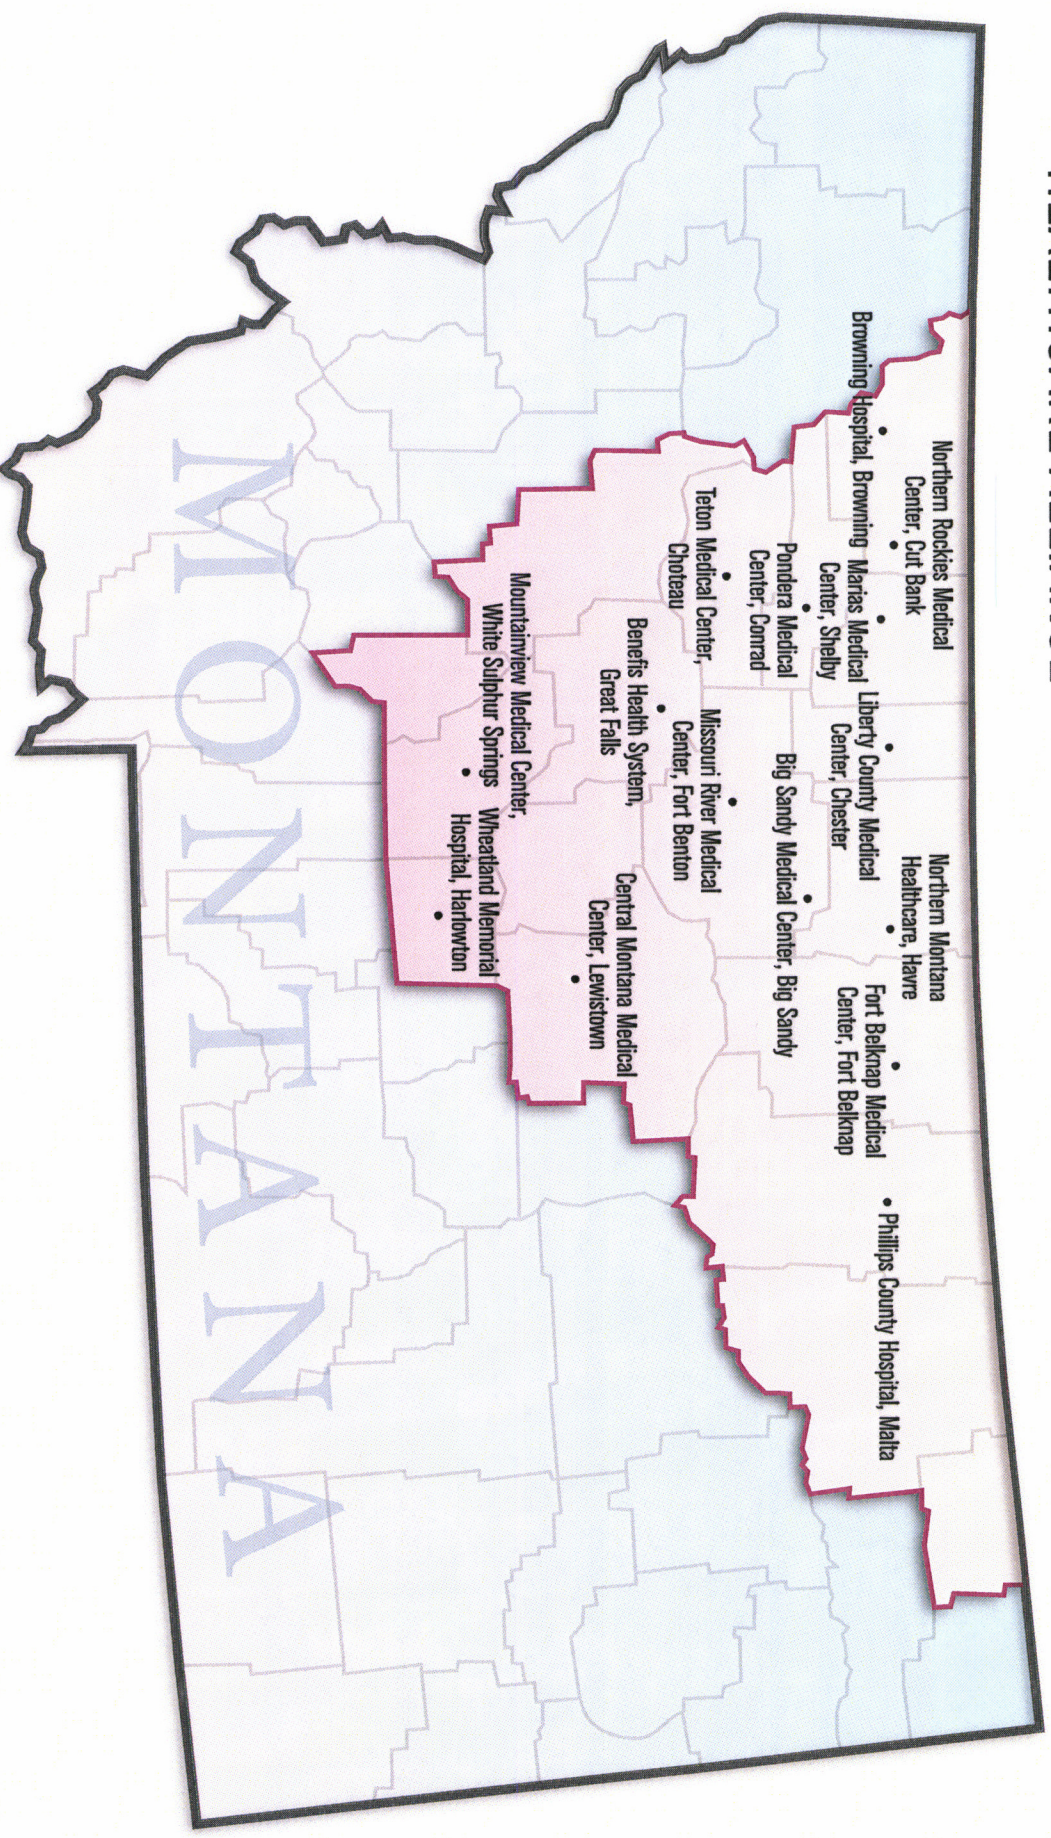 Northern Rockies Medical
Center, Cut Bank
Browning Hospital, Browning
Marias Medical
Center, Shelby
Liberty County Medical
Center, Chester
Northern Montana
Healthcare, Havre
Fort Belknap Medical
Center, Fort Belknap
Phillips County Hospital, Malta
Pondera Medical
Center, Conrad
Big Sandy Medical Center, Big Sandy
Teton Medical Center,
Choteau
Missouri River Medical
Center, Fort Benton
Benefis Health System,
Great Falls
Central Montana Medical
Center, Lewistown
Mountainview Medical Center,
White Sulphur Springs
Wheatland Memorial
Hospital, Harlowton
MONTANA